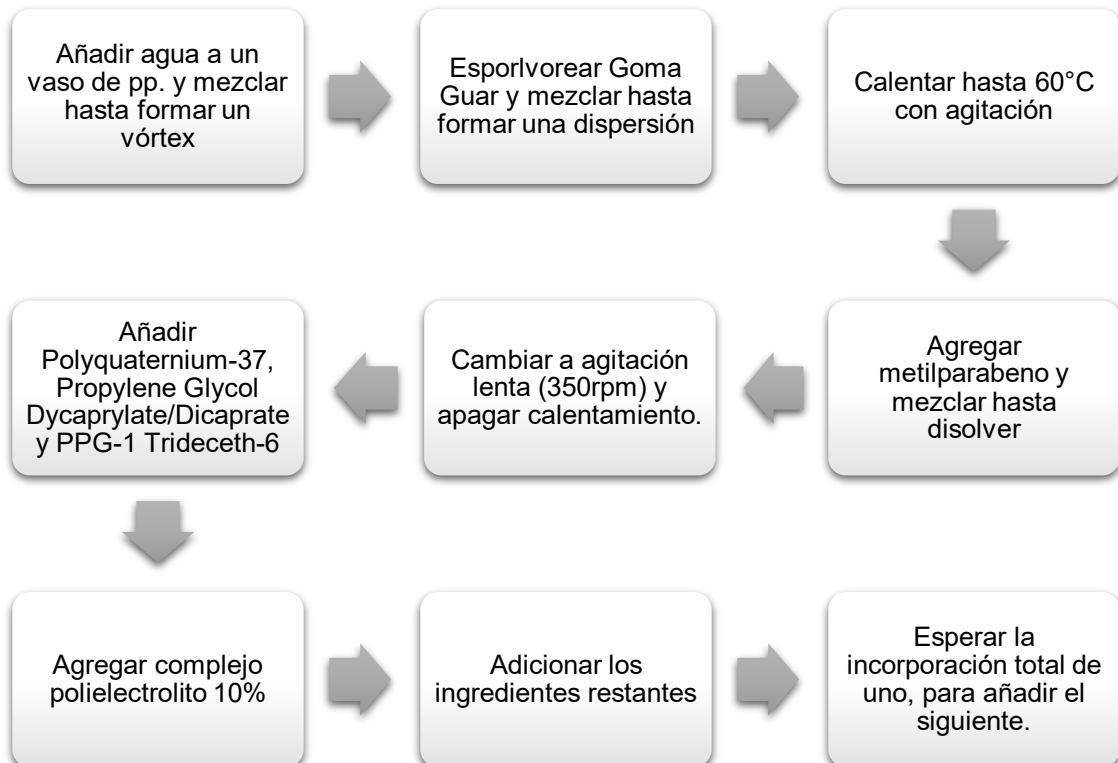 Añadir agua a un
vaso de pp. y mezclar
hasta formar un
vórtex
Esporlvorear Goma
Guar y mezclar hasta
formar una dispersión
Calentar hasta 60°C
con agitación
Agregar
metilparabeno y
mezclar hasta
disolver
Cambiar a agitación
lenta (350rpm) y
apagar calentamiento.
Añadir
Polyquaternium-37,
Propylene Glycol
Dycaprylate/Dicaprate
y PPG-1 Trideceth-6
Agregar complejo
polielectrolito 10%
Adicionar los
ingredientes restantes
Esperar la
incorporación total de
uno, para añadir el
siguiente.